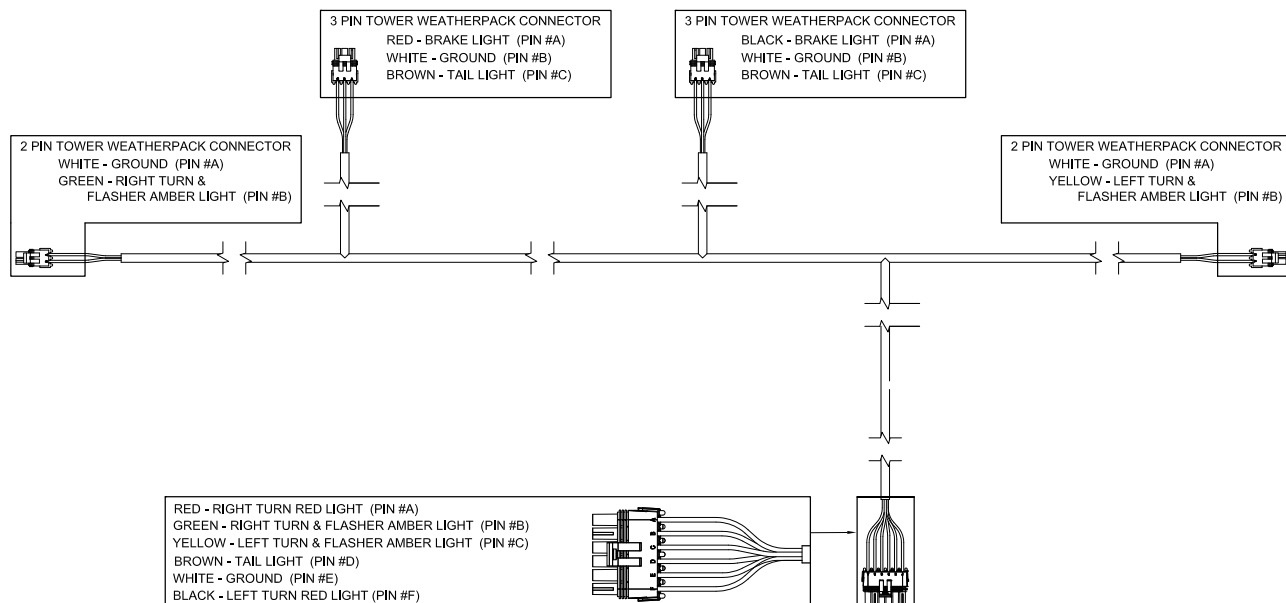 3 PIN TOWER WEATHERPACK CONNECTOR
RED - BRAKE LIGHT (PIN #A)
WHITE - GROUND (PIN #B)
BROWN - TAIL LIGHT (PIN #C)
3 PIN TOWER WEATHERPACK CONNECTOR
BLACK - BRAKE LIGHT (PIN #A)
WHITE - GROUND (PIN #B)
BROWN - TAIL LIGHT (PIN #C)
2 PIN TOWER WEATHERPACK CONNECTOR
WHITE - GROUND (PIN #A)
GREEN - RIGHT TURN &
FLASHER AMBER LIGHT (PIN #B)
2 PIN TOWER WEATHERPACK CONNECTOR
WHITE - GROUND (PIN #A)
YELLOW - LEFT TURN &
FLASHER AMBER LIGHT (PIN #B)
RED - RIGHT TURN RED LIGHT (PIN #A)
GREEN - RIGHT TURN & FLASHER AMBER LIGHT (PIN #B)
YELLOW - LEFT TURN & FLASHER AMBER LIGHT (PIN #C)
BROWN - TAIL LIGHT (PIN #D)
WHITE - GROUND (PIN #E)
BLACK - LEFT TURN RED LIGHT (PIN #F)
A
B
C
D
E
F